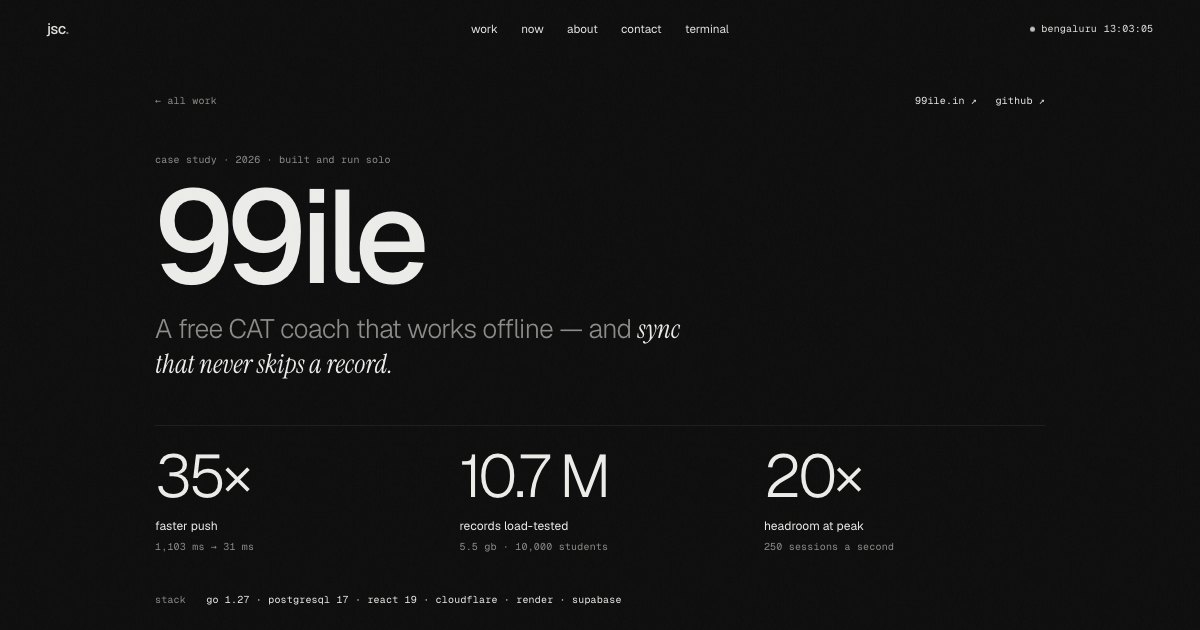 jsc.
work now about contact terminal
bengaluru 13:03:05
← all work
99ile.in ↗ github ↗
case study · 2026 · built and run solo
99ile
A free CAT coach that works offline — and sync
that never skips a record.
35× 10.7 M 20×
faster push records load-tested headroom at peak
1,103 ms → 31 ms 5.5 gb · 10,000 students 250 sessions a second
stack go 1.27 · postgresql 17 · react 19 · cloudflare · render · supabase